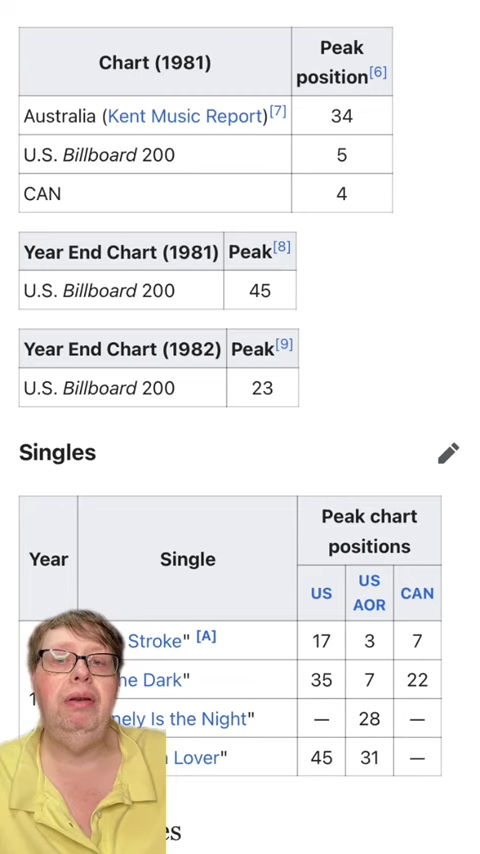 Chart (1981) Peak position[6]
Australia (Kent Music Report)[7] 34
U.S. Billboard 200 5
CAN 4
Year End Chart (1981) Peak[8]
U.S. Billboard 200 45
Year End Chart (1982) Peak[9]
U.S. Billboard 200 23
Singles
Year Single Peak chart positions
US US AOR CAN
Stroke" [A] 17 3 7
Dark" 35 7 22
Is the Night" — 28 —
Lover" 45 31 —